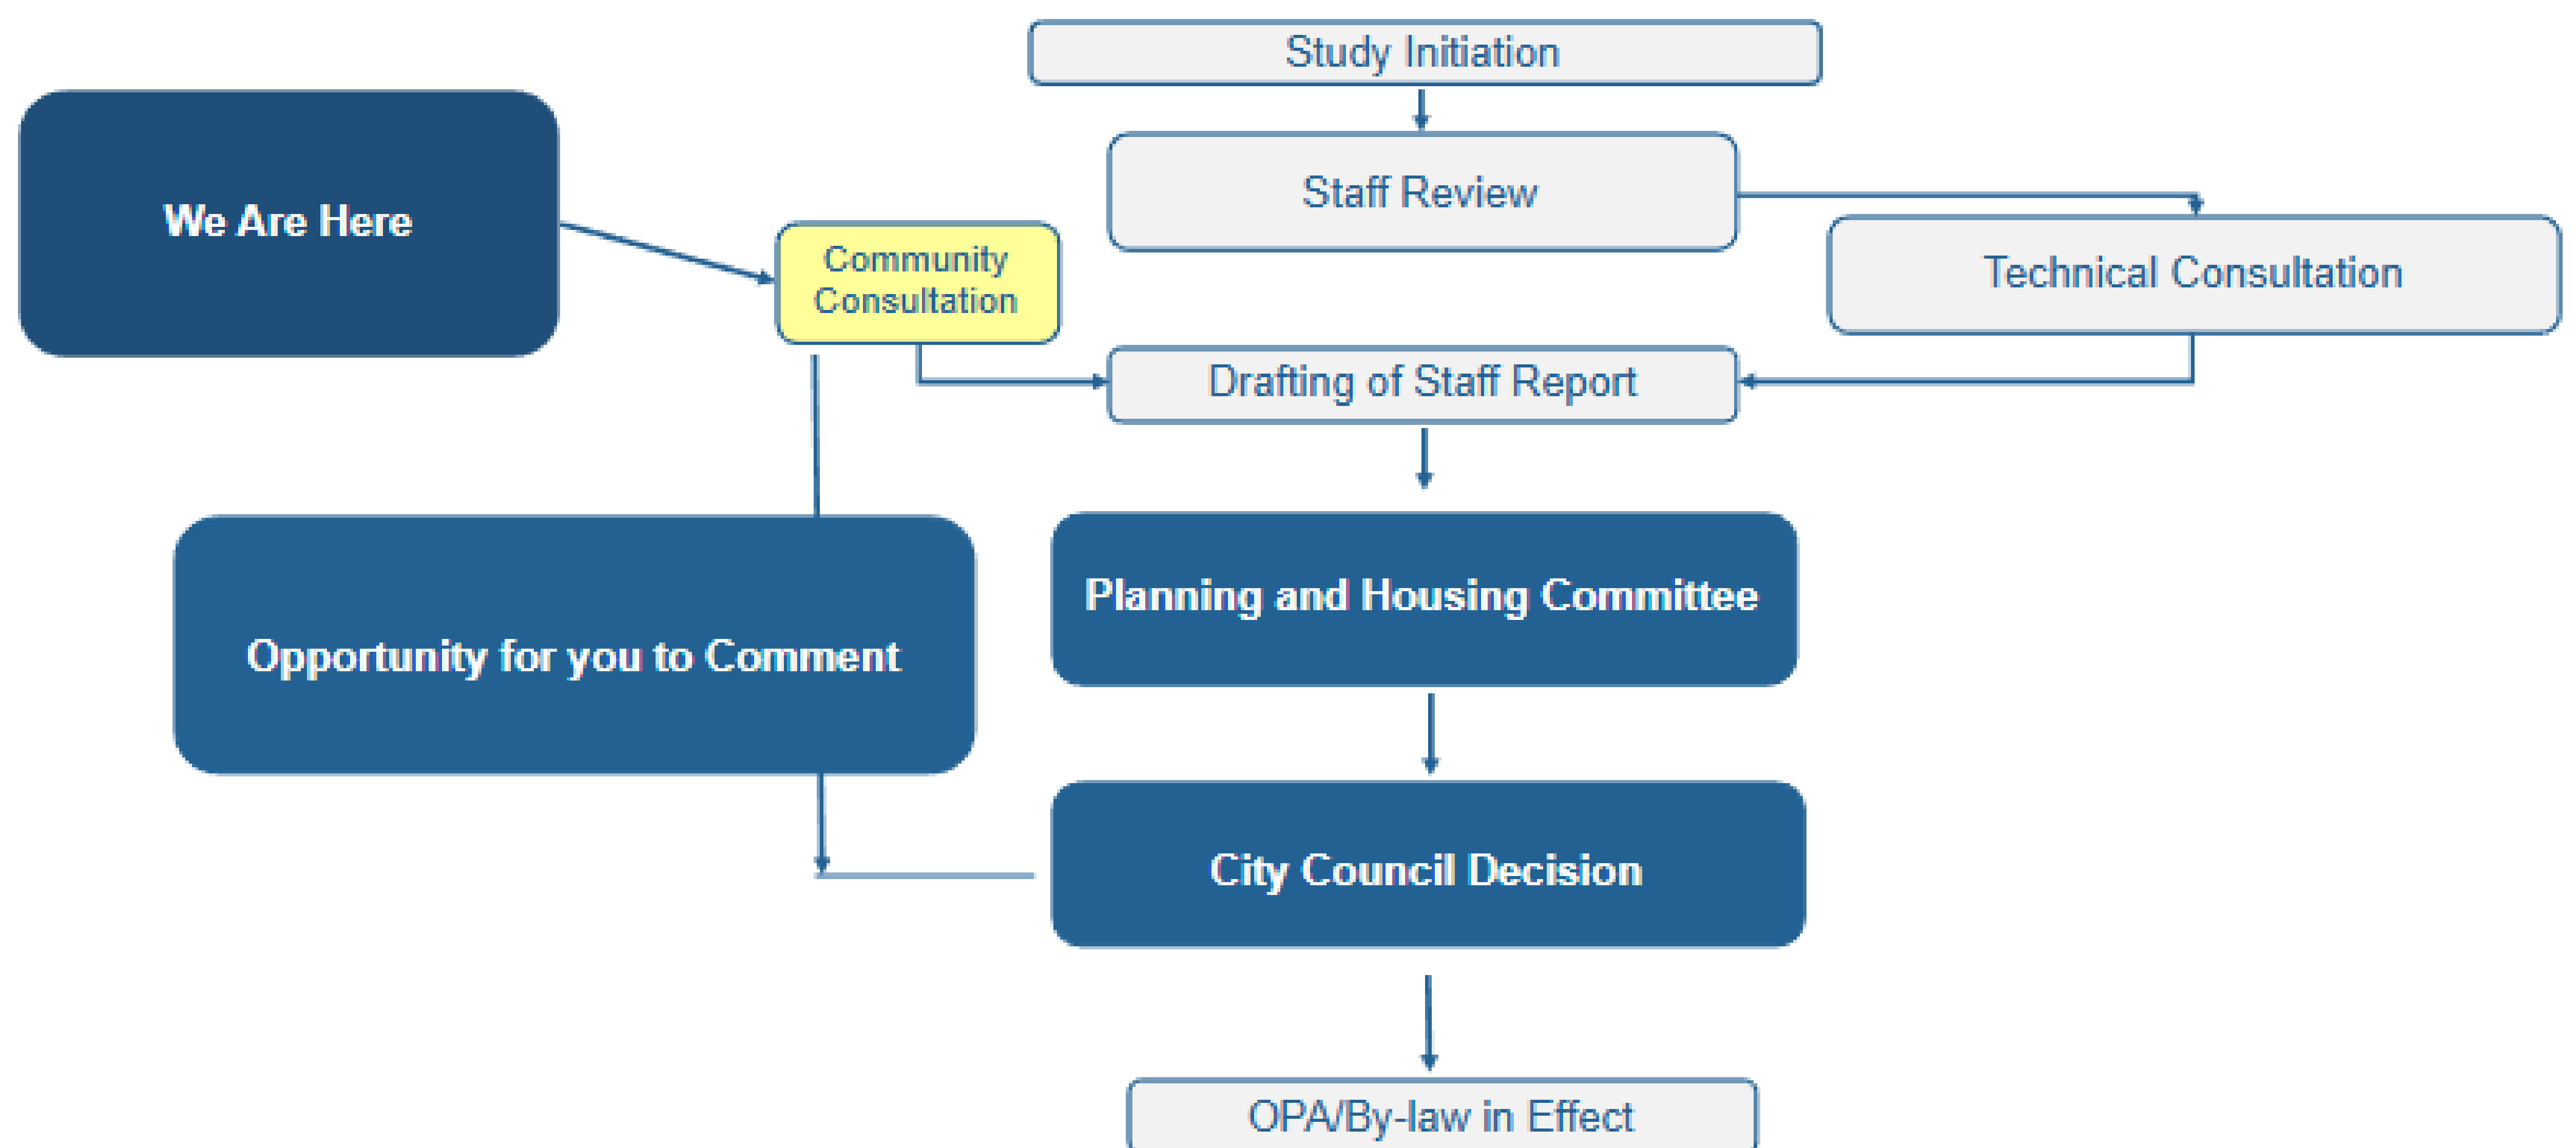 Study Initiation
Staff Review
We Are Here
Community
Consultation
Technical Consultation
Drafting of Staff Report
Opportunity for you to Comment
Planning and Housing Committee
City Council Decision
OPA/By-law in Effect